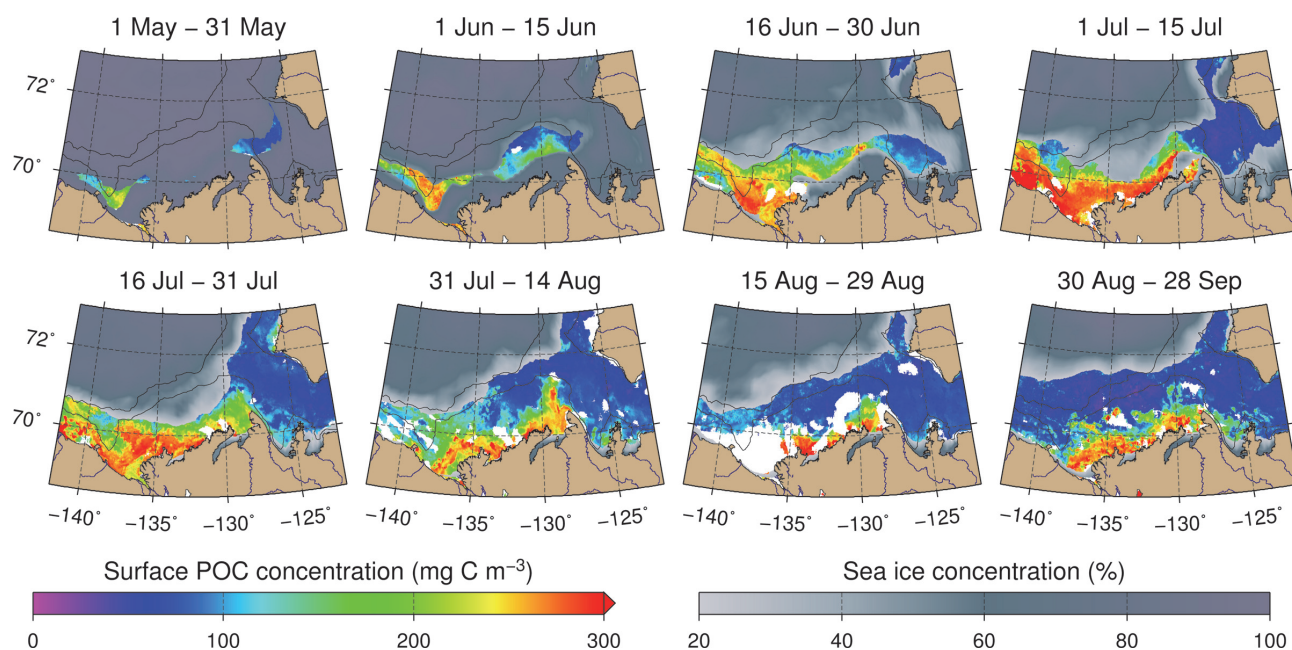 1 May – 31 May
1 Jun – 15 Jun
16 Jun – 30 Jun
1 Jul – 15 Jul
72°
70°
16 Jul – 31 Jul
31 Jul – 14 Aug
15 Aug – 29 Aug
30 Aug – 28 Sep
72°
70°
−140° −135° −130° −125° −140° −135° −130° −125° −140° −135° −130° −125° −140° −135° −130° −125°
Surface POC concentration (mg C m⁻³)
0 100 200 300
Sea ice concentration (%)
20 40 60 80 100